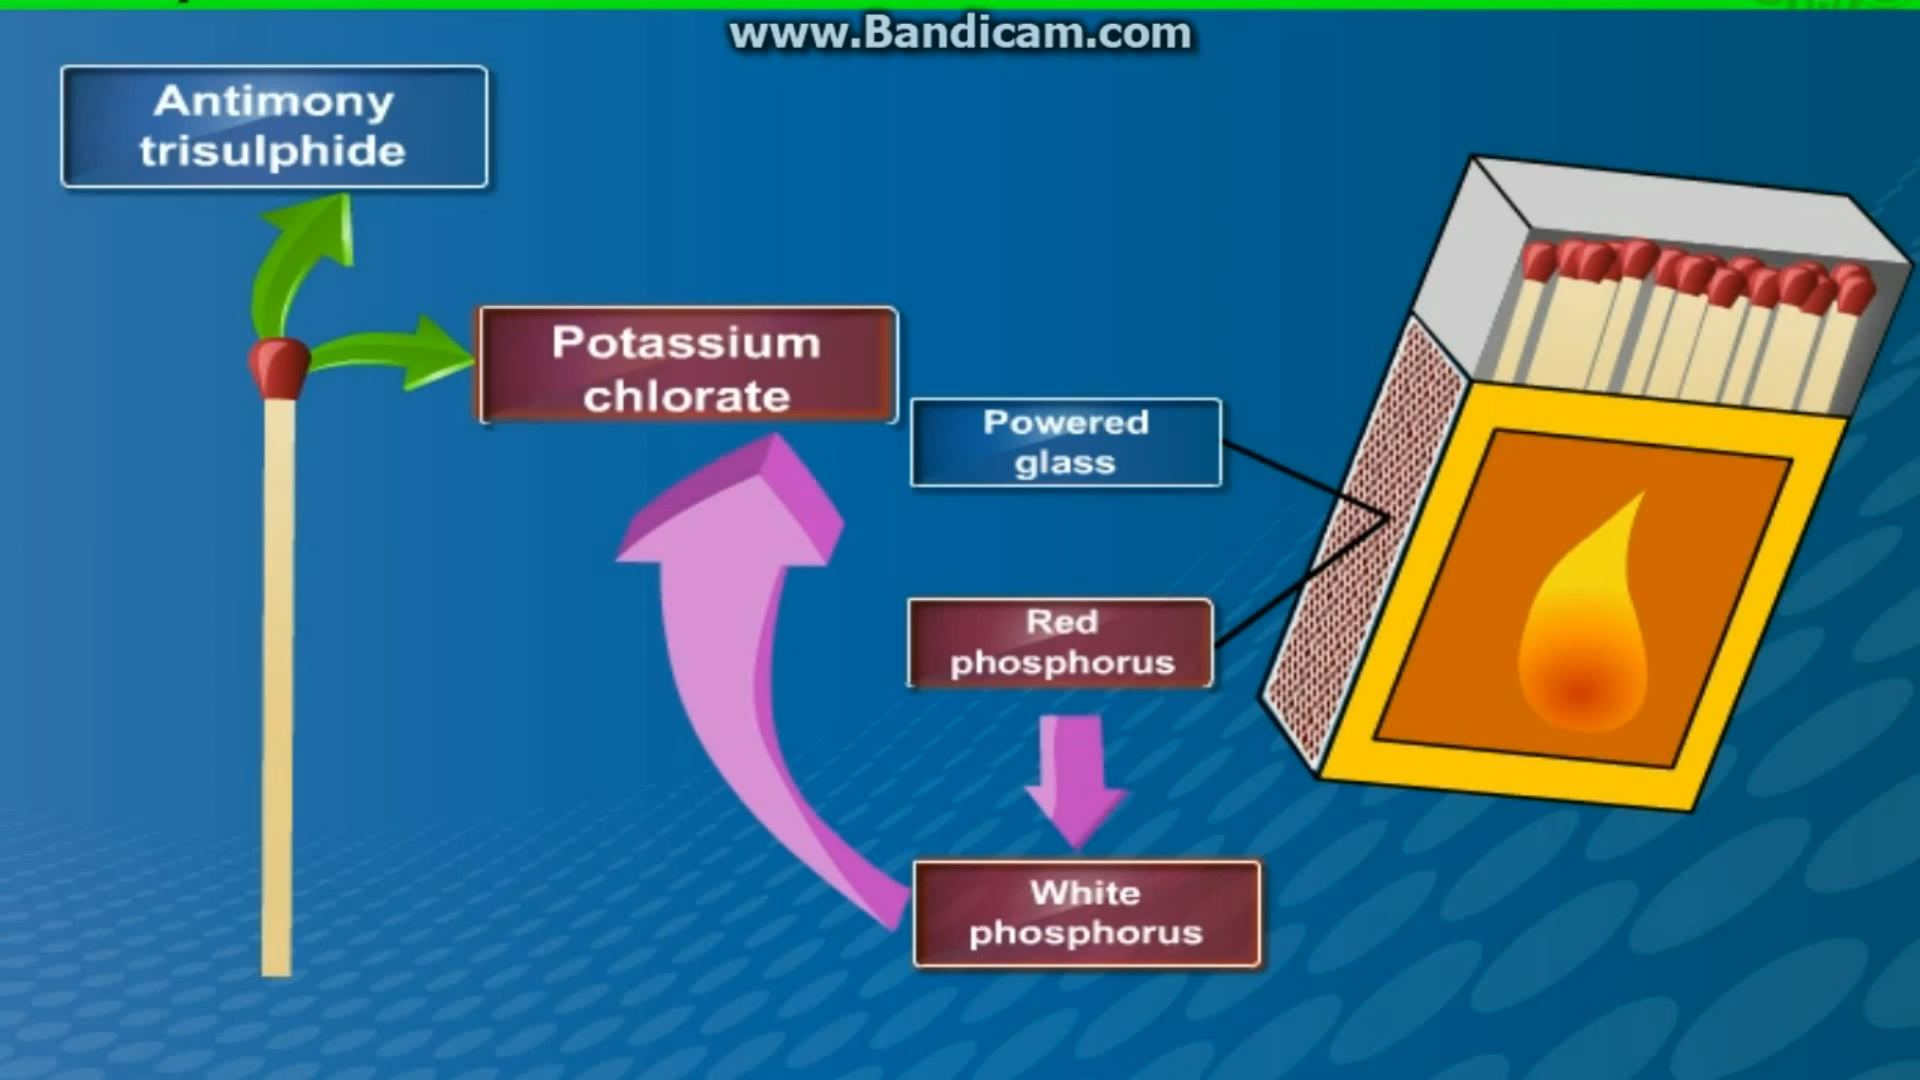 www.Bandicam.com
Antimony
trisulphide
Potassium
chlorate
Powered
glass
Red
phosphorus
White
phosphorus